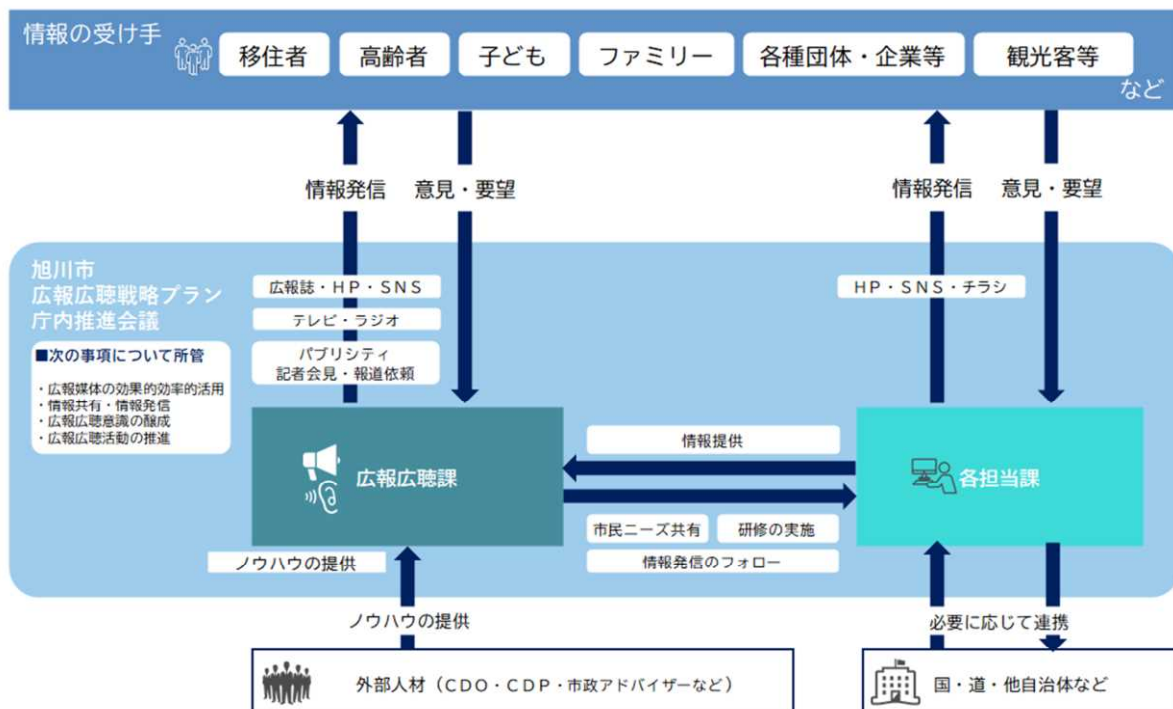 情報の受け手
移住者
高齢者
子ども
ファミリー
各種団体・企業等
観光客等
など
情報発信
意見・要望
情報発信
意見・要望
旭川市
広報広聴戦略プラン
庁内推進会議
■次の事項について所管
・広報媒体の効果的効率的活用
・情報共有・情報発信
・広報広聴意識の醸成
・広報広聴活動の推進
広報誌・HP・SNS
テレビ・ラジオ
パブリシティ
記者会見・報道依頼
HP・SNS・チラシ
広報広聴課
情報提供
各担当課
市民ニーズ共有
研修の実施
情報発信のフォロー
ノウハウの提供
ノウハウの提供
必要に応じて連携
外部人材（CDO・CDP・市政アドバイザーなど）
国・道・他自治体など